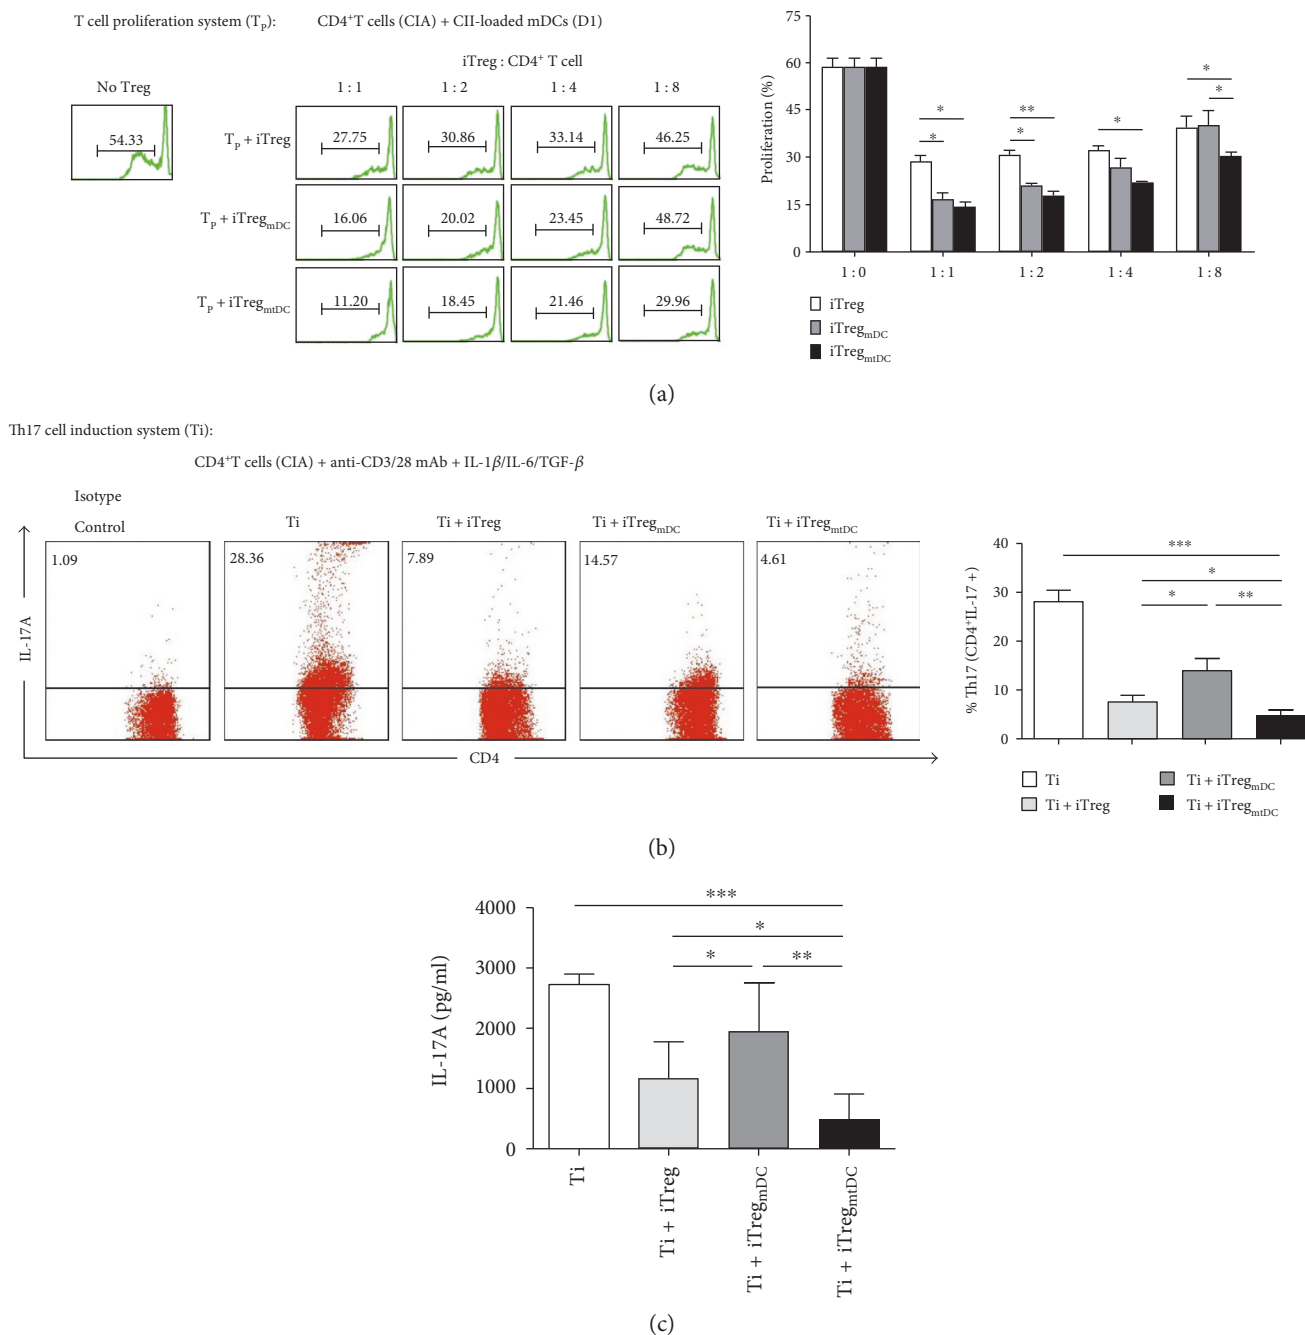 T cell proliferation system (Tp): CD4⁺T cells (CIA) + CII-loaded mDCs (D1)
iTreg : CD4⁺ T cell
No Treg 1 : 1 1 : 2 1 : 4 1 : 8
54.33
Tp + iTreg 27.75 30.86 33.14 46.25
Tp + iTregmDC 16.06 20.02 23.45 48.72
Tp + iTregmtDC 11.20 18.45 21.46 29.96
Proliferation (%)
75
60
45
30
15
0
* * * ** * * *
1 : 0 1 : 1 1 : 2 1 : 4 1 : 8
iTreg
iTregmDC
iTregmtDC
(a)
Th17 cell induction system (Ti):
CD4⁺T cells (CIA) + anti-CD3/28 mAb + IL-1β/IL-6/TGF-β
Isotype
Control Ti Ti + iTreg Ti + iTregmDC Ti + iTregmtDC
1.09 28.36 7.89 14.57 4.61
IL-17A
CD4
% Th17 (CD4⁺IL-17 +)
40
30
20
10
0
***
*
* **
Ti Ti + iTregmDC
Ti + iTreg Ti + iTregmtDC
(b)
IL-17A (pg/ml)
4000
3000
2000
1000
0
***
*
* **
Ti
Ti + iTreg
Ti + iTregmDC
Ti + iTregmtDC
(c)